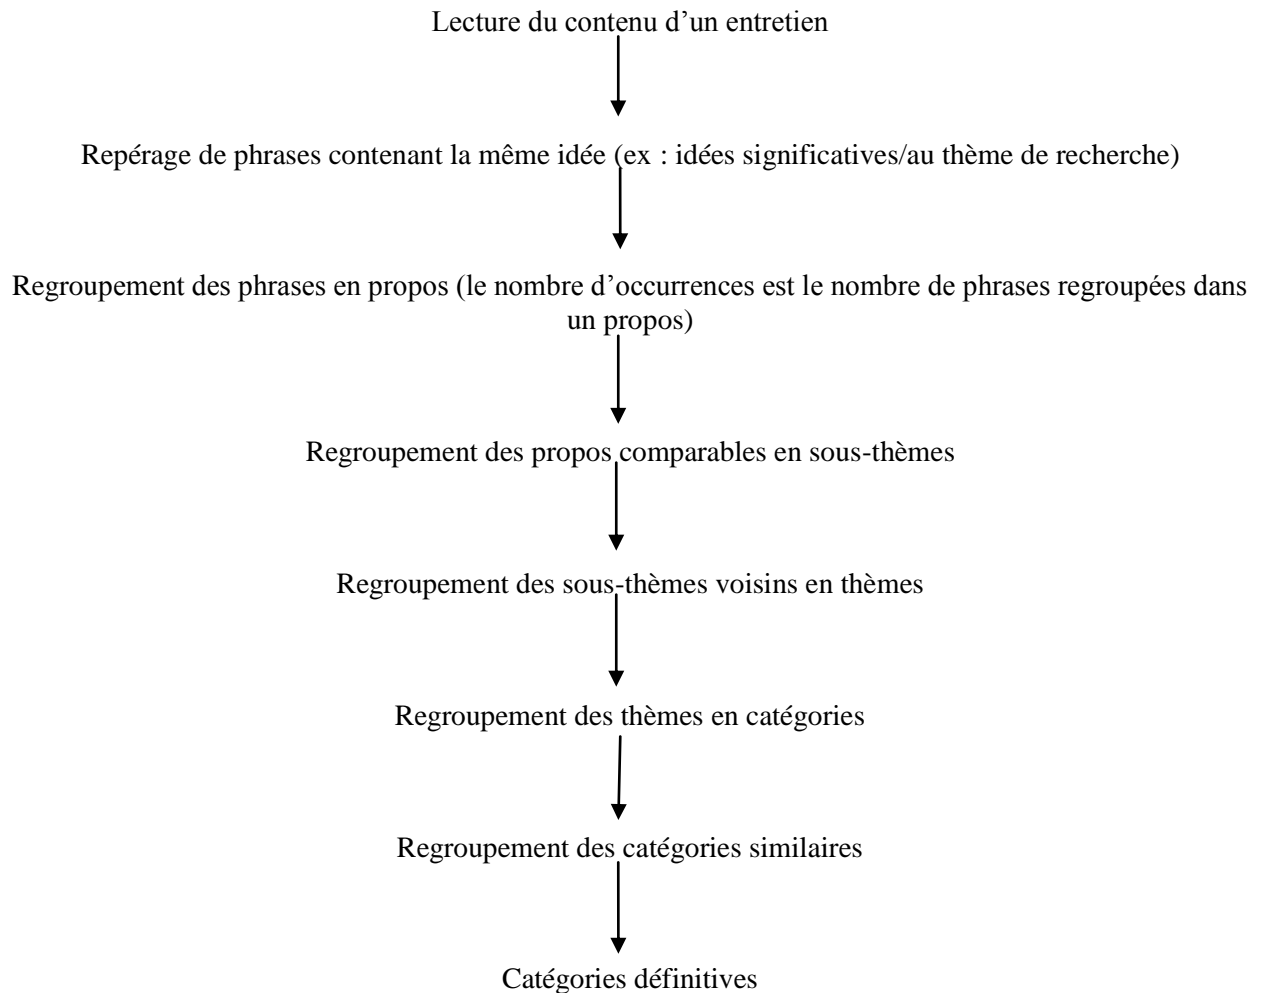 Lecture du contenu d’un entretien
Repérage de phrases contenant la même idée (ex : idées significatives/au thème de recherche)
Regroupement des phrases en propos (le nombre d’occurrences est le nombre de phrases regroupées dans
un propos)
Regroupement des propos comparables en sous-thèmes
Regroupement des sous-thèmes voisins en thèmes
Regroupement des thèmes en catégories
Regroupement des catégories similaires
Catégories définitives